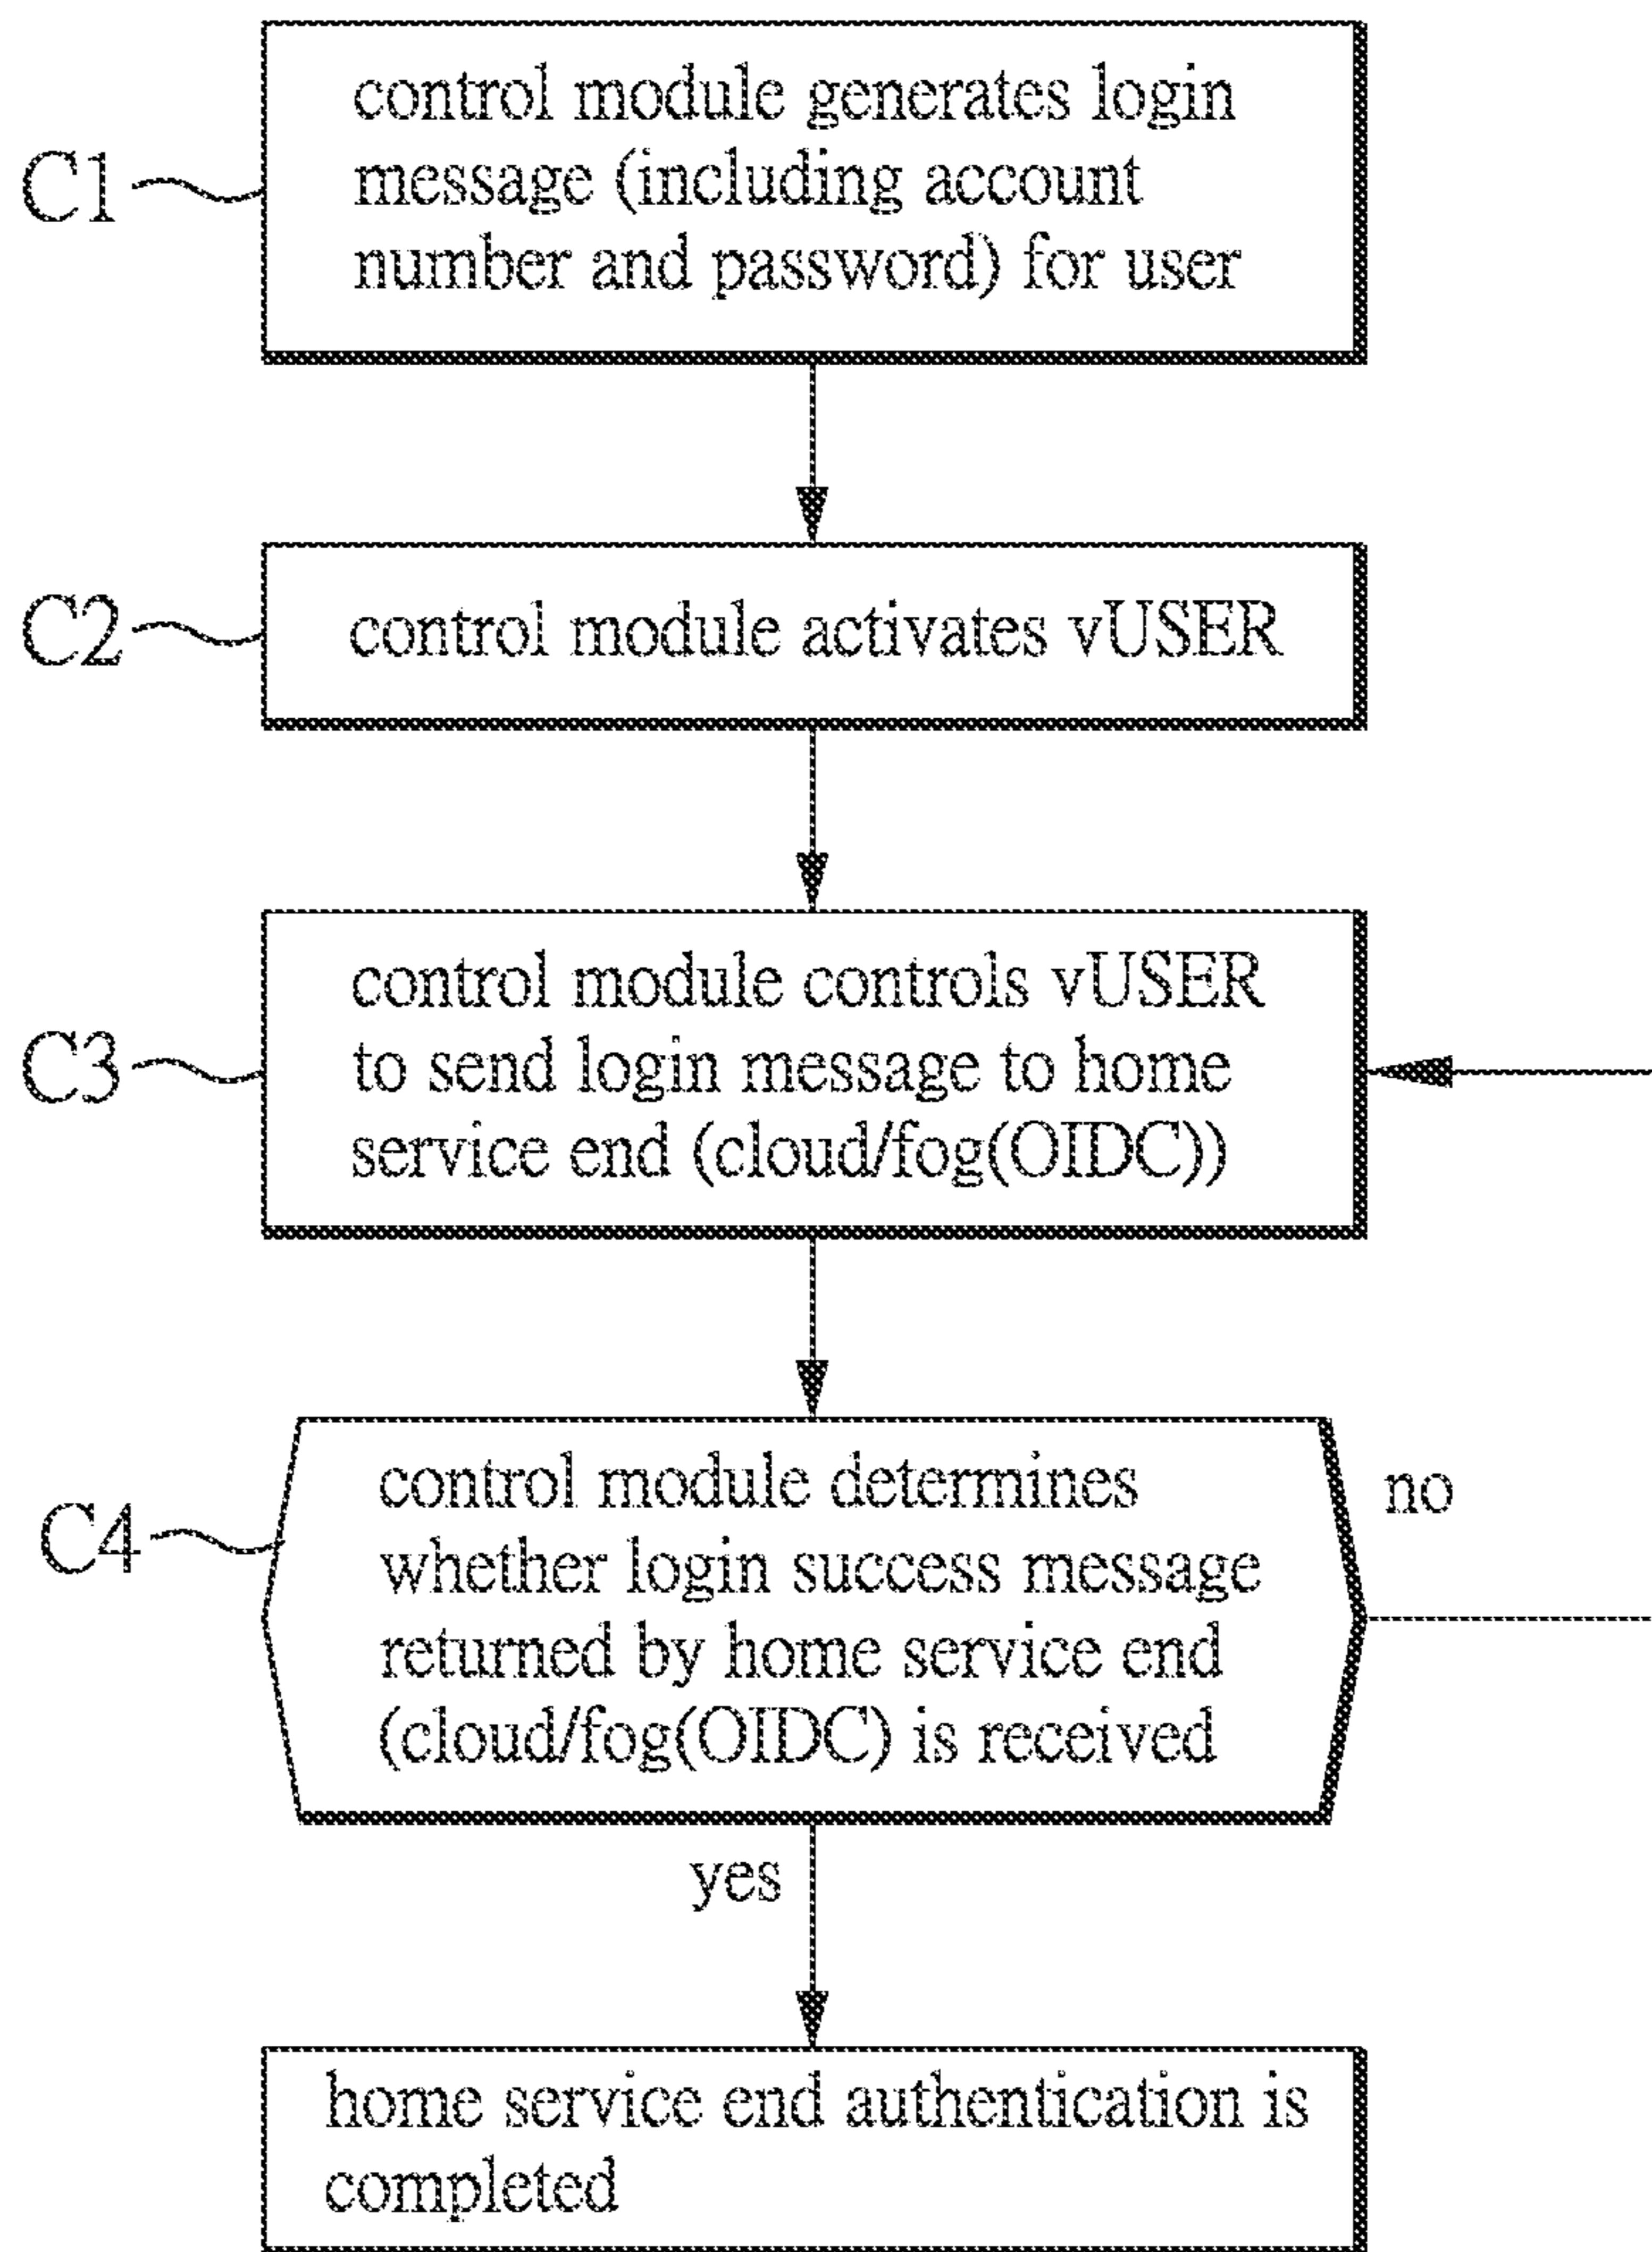 C1
control module generates login
message (including account
number and password) for user
C2
control module activates vUSER
C3
control module controls vUSER
to send login message to home
service end (cloud/fog(OIDC))
C4
control module determines
whether login success message
returned by home service end
(cloud/fog(OIDC) is received
no
yes
home service end authentication is
completed